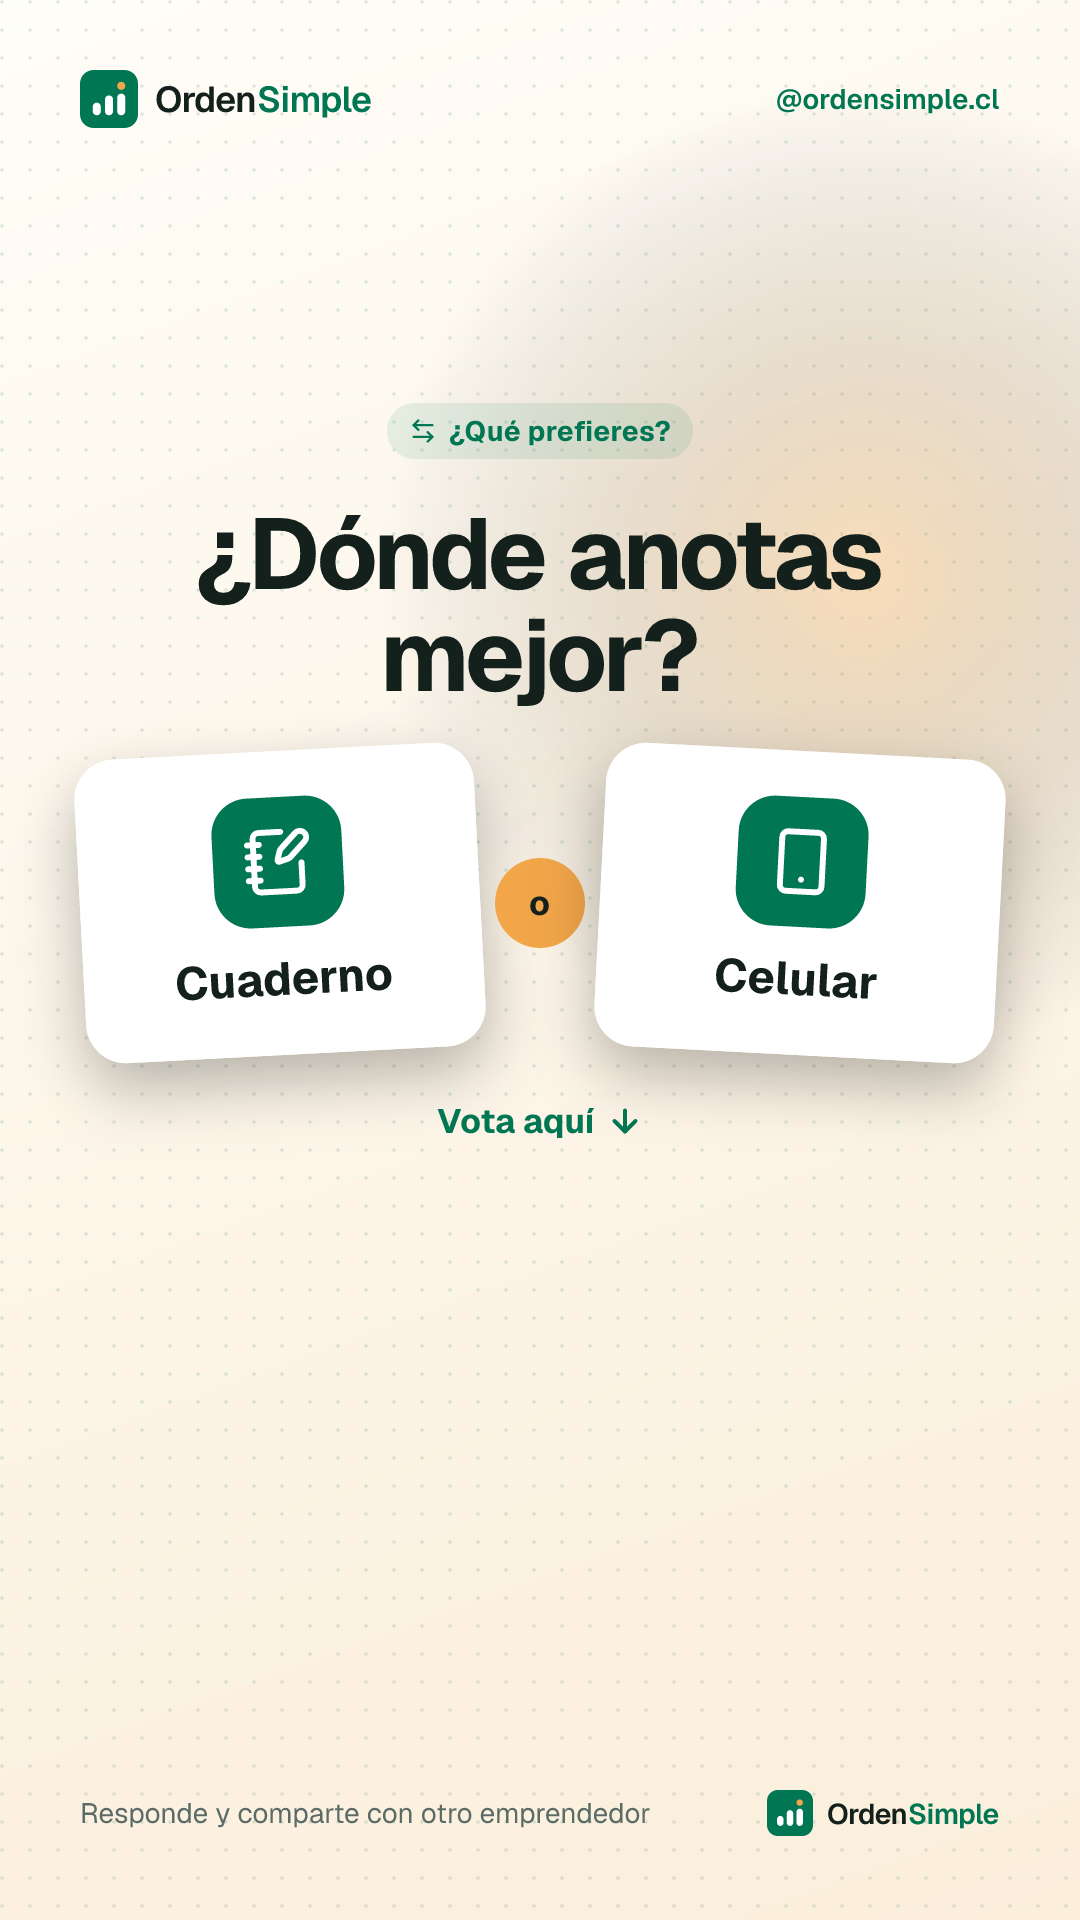 OrdenSimple
@ordensimple.cl
¿Qué prefieres?
¿Dónde anotas
mejor?
Cuaderno
o
Celular
Vota aquí
Responde y comparte con otro emprendedor
OrdenSimple